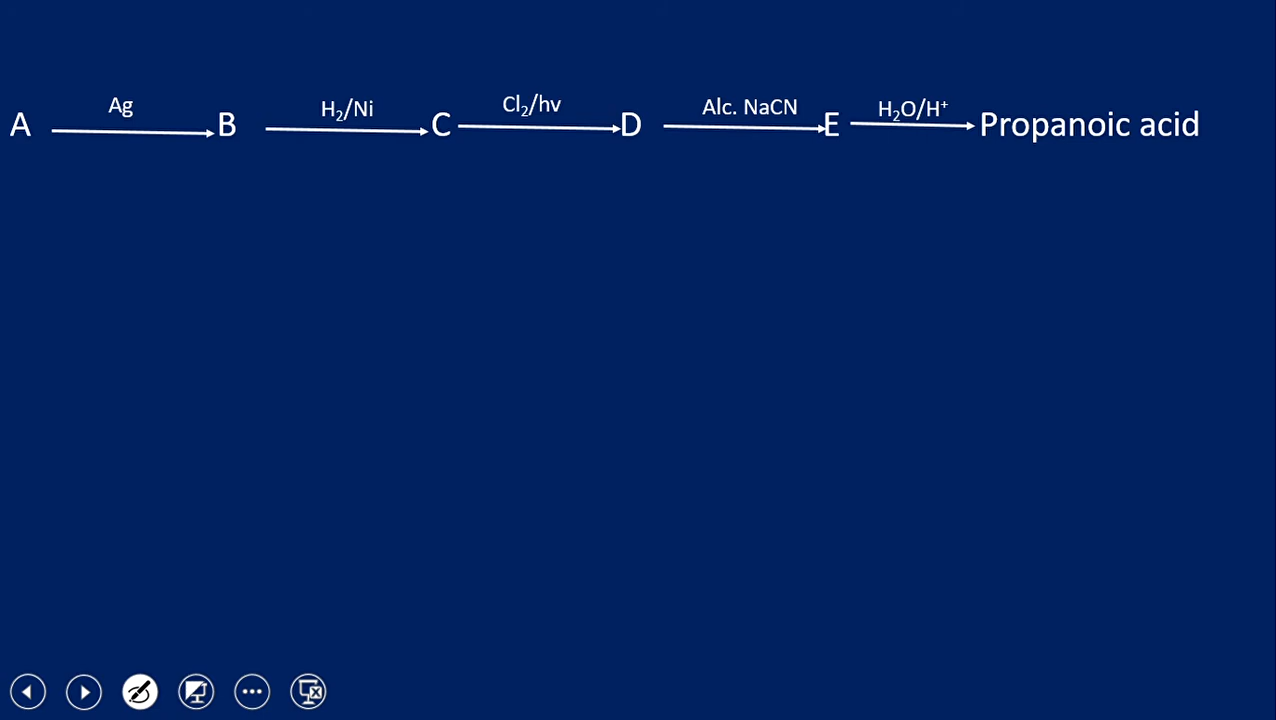 A Ag B H₂/Ni C Cl₂/hv D Alc. NaCN E H₂O/H⁺ Propanoic acid